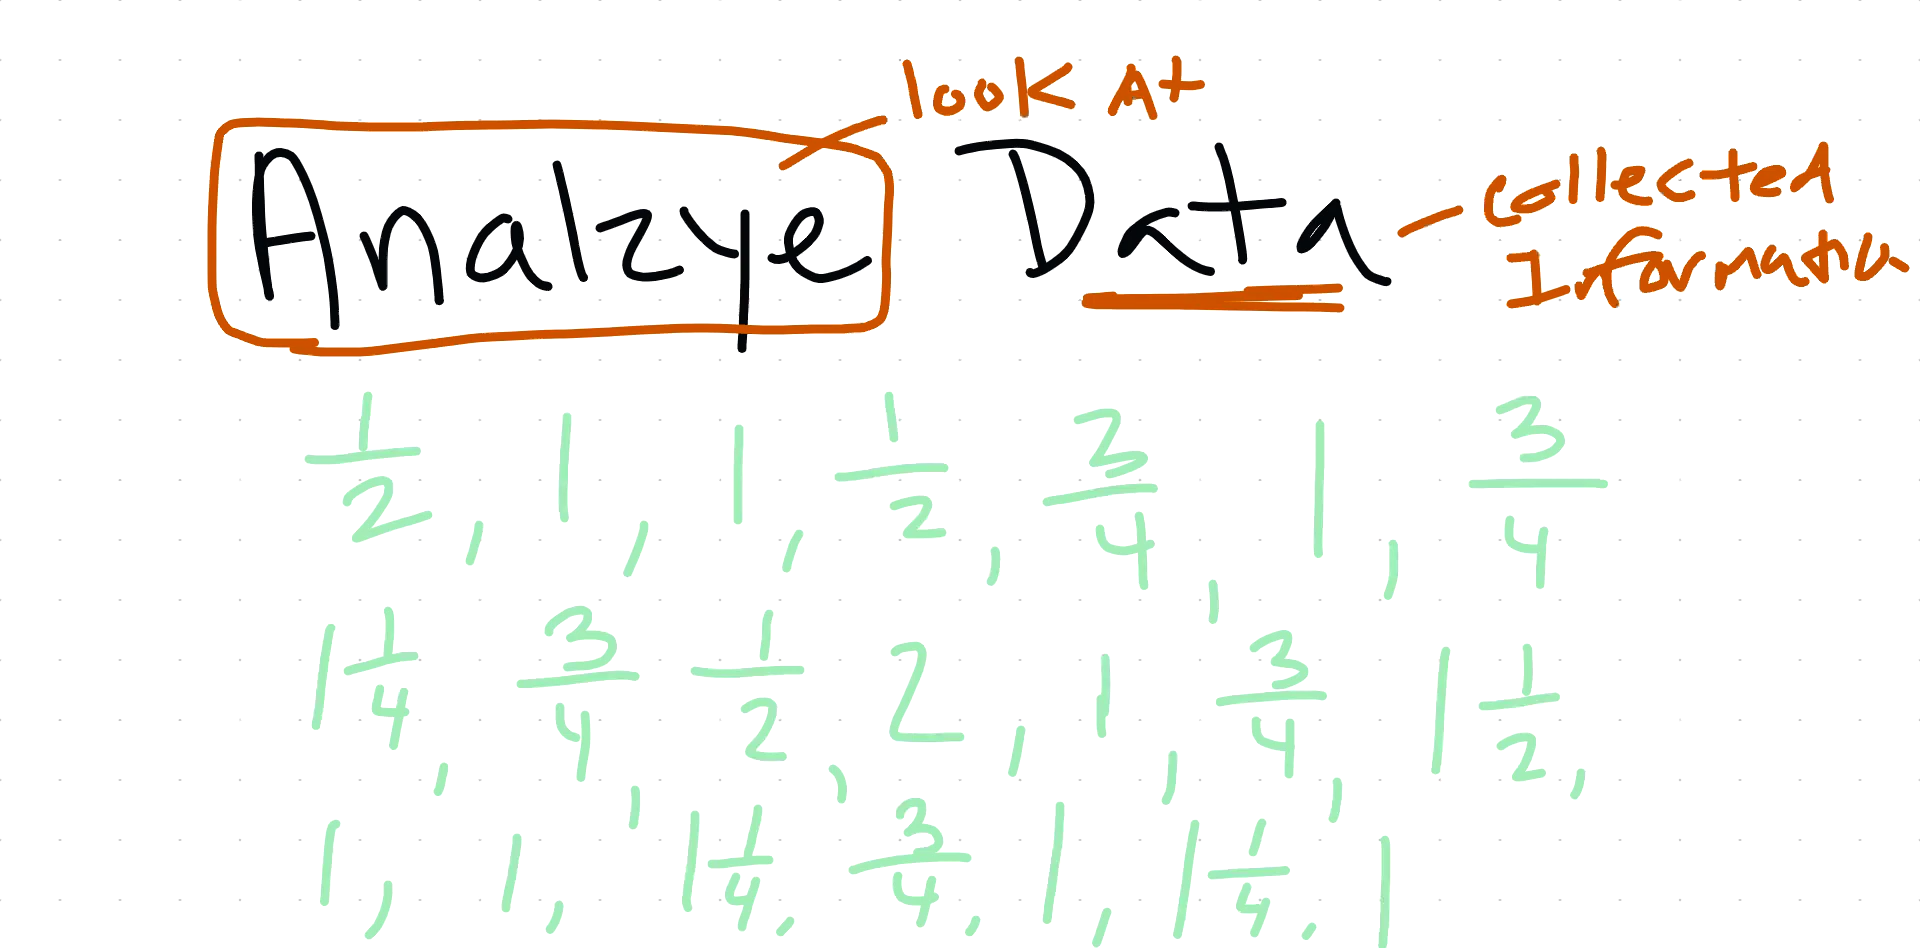 look At
Analzye Data
collected
Information
1/2, 1, 1 1/2, 3/4, 1, 3/4
1 1/4, 3/4, 1/2, 2, 1, 3/4, 1 1/2,
1, 1, 1 1/4, 3/4, 1, 1 1/4, 1